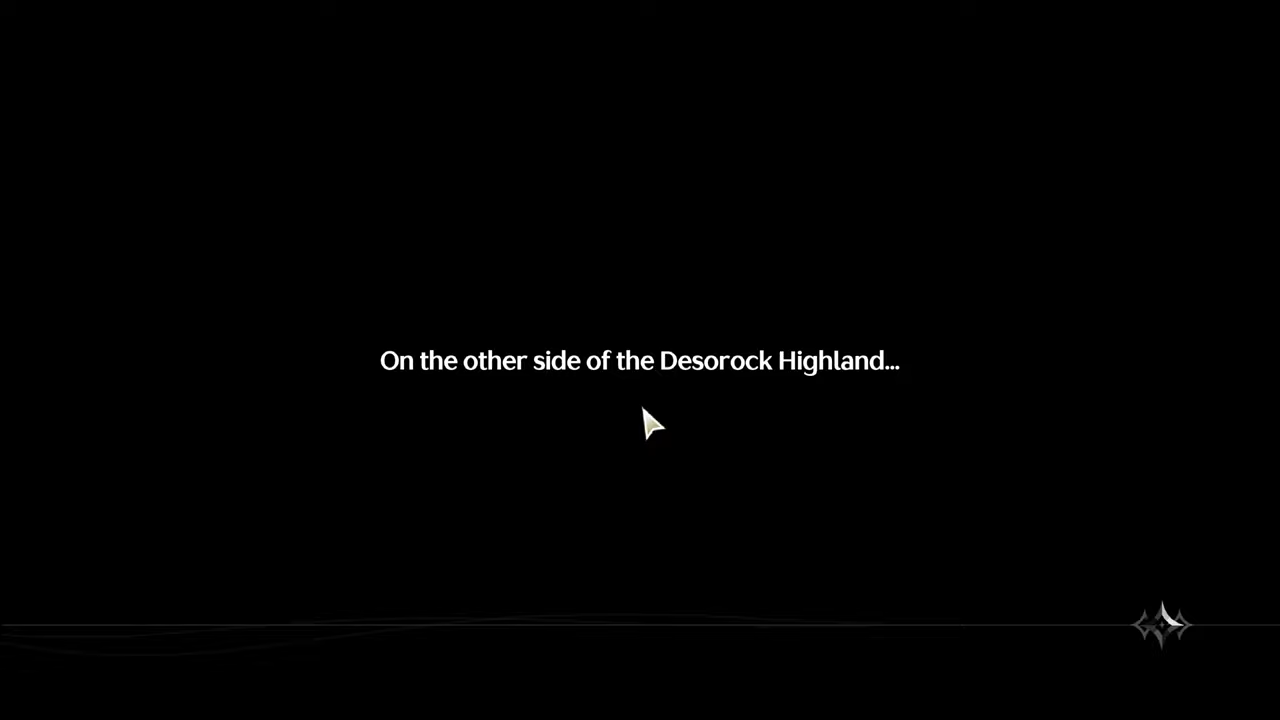 On the other side of the Desorock Highland...